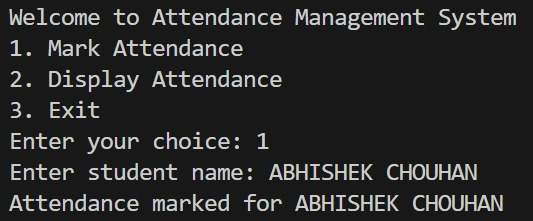 Welcome to Attendance Management System
1. Mark Attendance
2. Display Attendance
3. Exit
Enter your choice: 1
Enter student name: ABHISHEK CHOUHAN
Attendance marked for ABHISHEK CHOUHAN